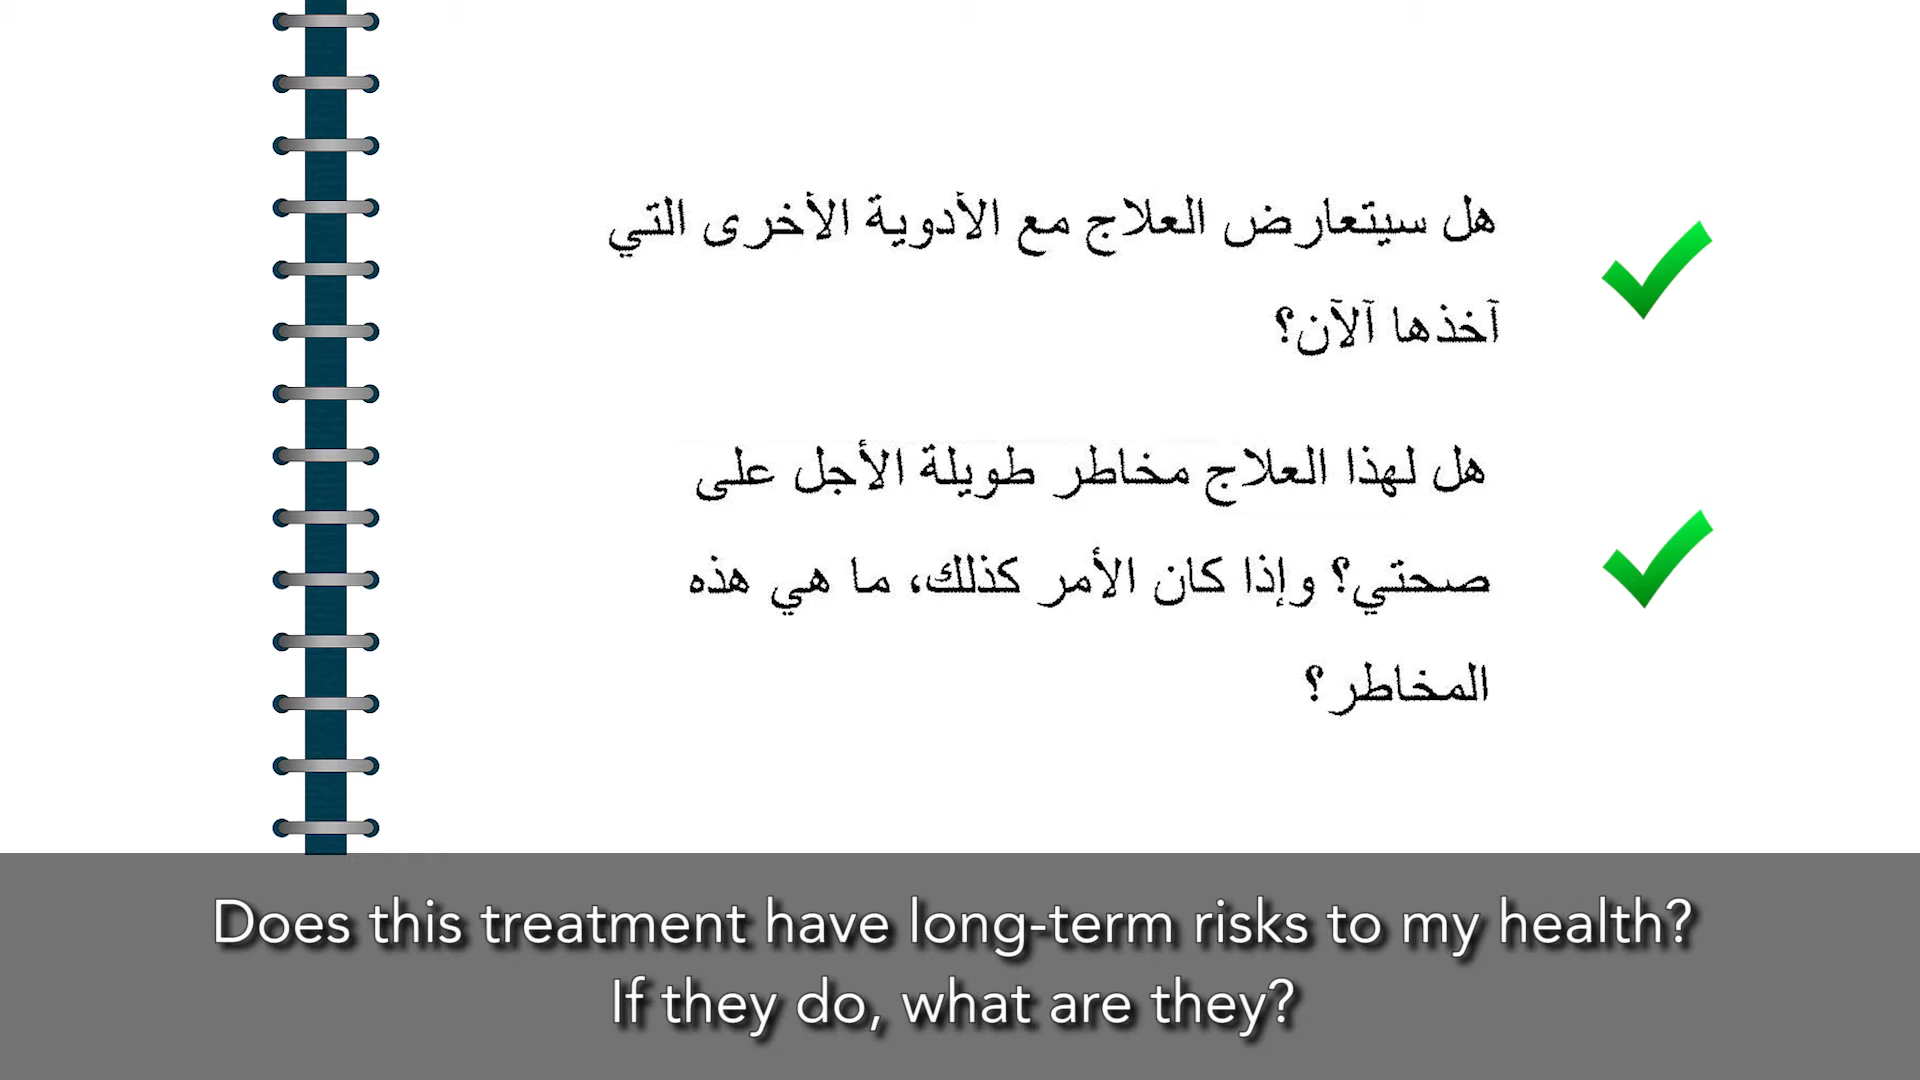 هل سيتعارض العلاج مع الأدوية الأخرى التي
آخذها آلآن؟
هل لهذا العلاج مخاطر طويلة الأجل على
صحتي؟ وإذا كان الأمر كذلك، ما هي هذه
المخاطر؟
Does this treatment have long-term risks to my health?
If they do, what are they?